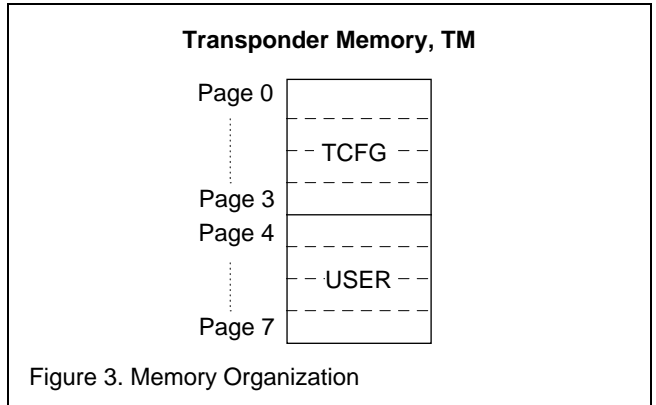 Transponder Memory, TM
Page 0
TCFG
Page 3
Page 4
USER
Page 7
Figure 3. Memory Organization